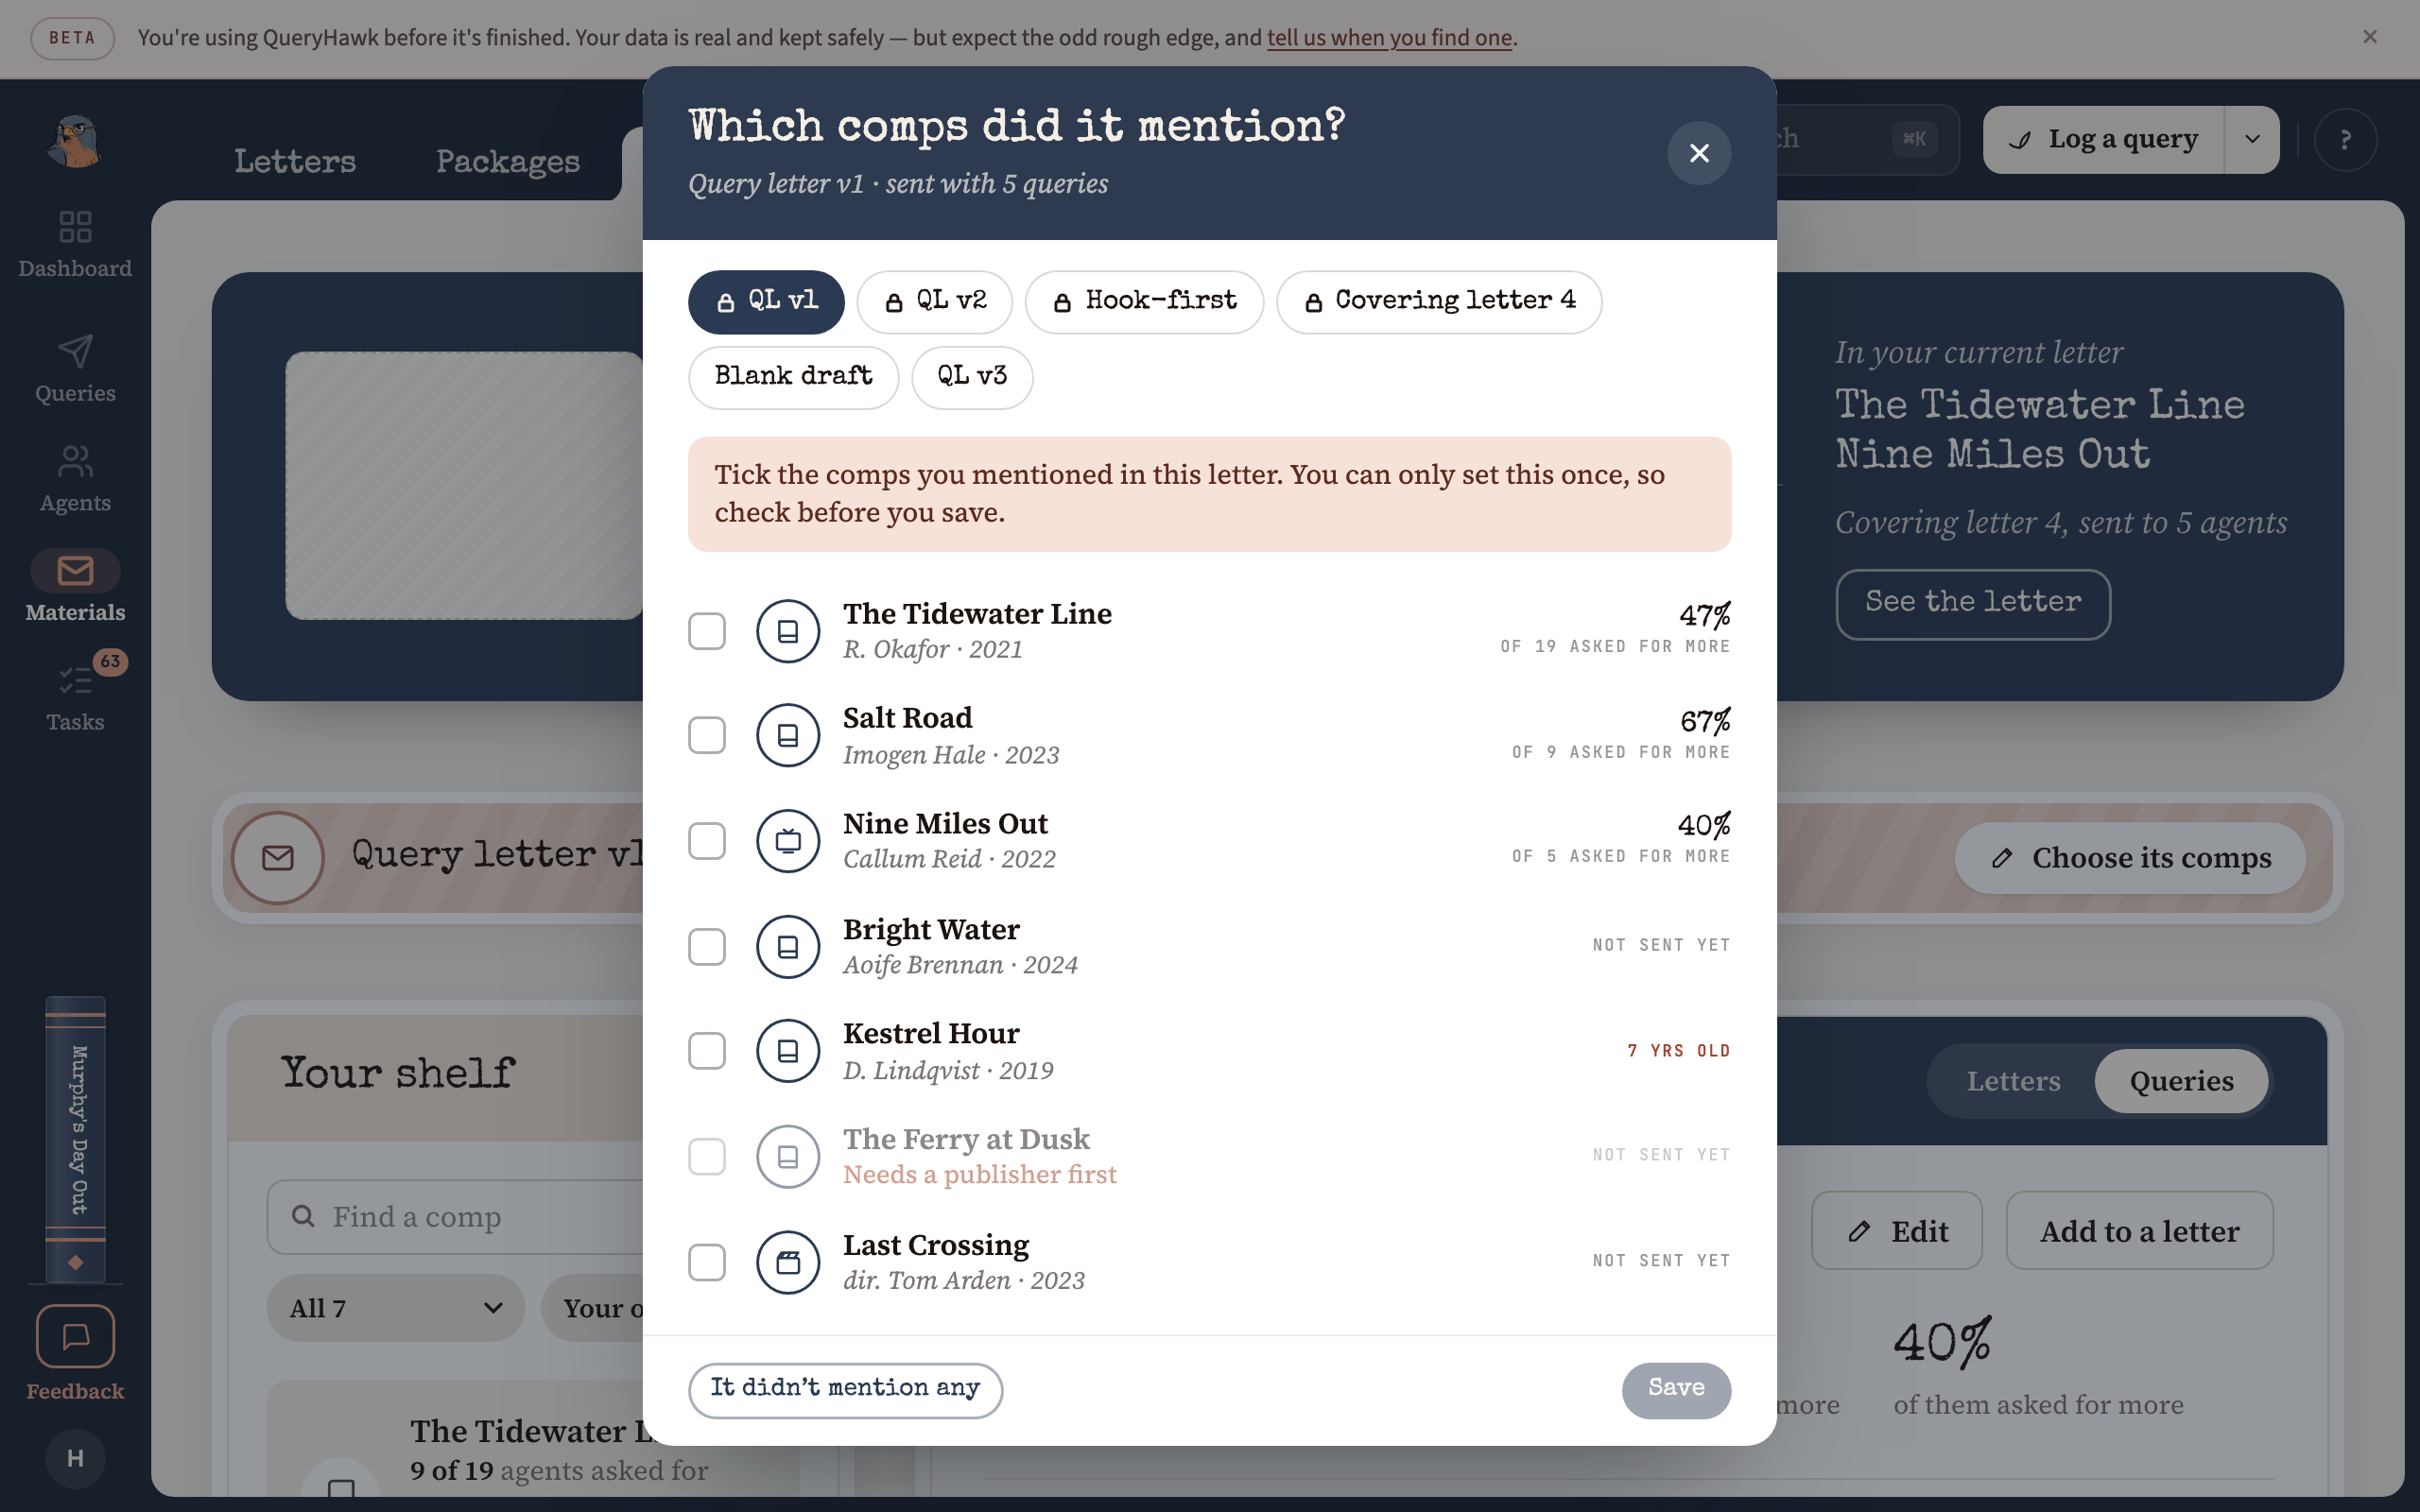 BETA
You're using QueryHawk before it's finished. Your data is real and kept safely — but expect the odd rough edge, and tell us when you find one.
Letters
Packages
⌘K
Log a query
?
Dashboard
Queries
Agents
Materials
63
Tasks
Murphy's Day Out
Feedback
H
Which comps did it mention?
Query letter v1 · sent with 5 queries
QL v1
QL v2
Hook-first
Covering letter 4
Blank draft
QL v3
Tick the comps you mentioned in this letter. You can only set this once, so
check before you save.
The Tidewater Line
R. Okafor · 2021
47%
OF 19 ASKED FOR MORE
Salt Road
Imogen Hale · 2023
67%
OF 9 ASKED FOR MORE
Nine Miles Out
Callum Reid · 2022
40%
OF 5 ASKED FOR MORE
Bright Water
Aoife Brennan · 2024
NOT SENT YET
Kestrel Hour
D. Lindqvist · 2019
7 YRS OLD
The Ferry at Dusk
Needs a publisher first
NOT SENT YET
Last Crossing
dir. Tom Arden · 2023
NOT SENT YET
It didn't mention any
Save
In your current letter
The Tidewater Line
Nine Miles Out
Covering letter 4, sent to 5 agents
See the letter
Query letter v1
Choose its comps
Your shelf
Find a comp
All 7
Your
The Tidewater
9 of 19 agents asked for
Letters
Queries
Edit
Add to a letter
40%
more
of them asked for more